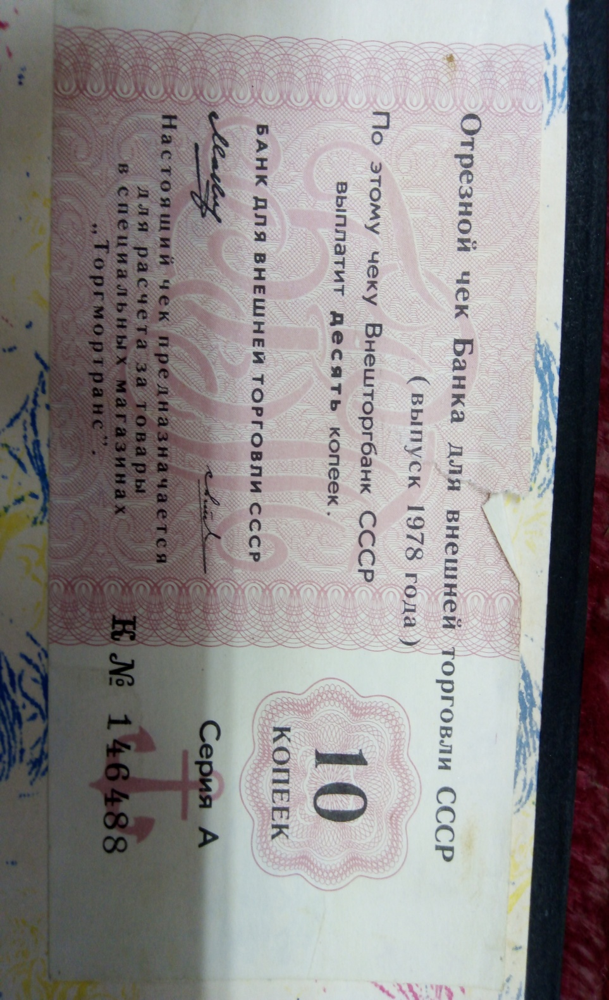 Отрезной чек Банка для внешней торговли СССР
(выпуск 1978 года)
По этому чеку Внешторгбанк СССР
выплатит десять копеек.
БАНК ДЛЯ ВНЕШНЕЙ ТОРГОВЛИ СССР
Настоящий чек предназначается
для расчета за товары
в специальных магазинах
„Торгмортранс”.
10
КОПЕЕК
Серия А
К № 146488